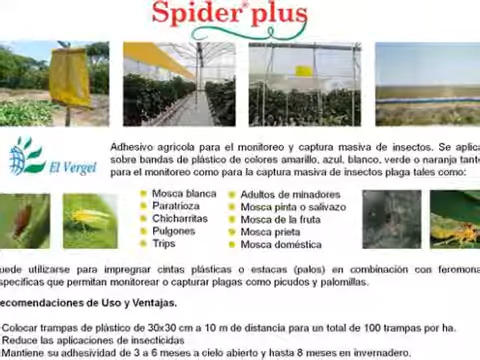 Spider® plus
Adhesivo agricola para el monitoreo y captura masiva de insectos. Se aplica
sobre bandas de plástico de colores amarillo, azul, blanco, verde o naranja tant
para el monitoreo como para la captura masiva de insectos plaga tales como:
El Vergel
Mosca blanca
Paratrioza
Chicharritas
Pulgones
Trips
Adultos de minadores
Mosca pinta o salivazo
Mosca de la fruta
Mosca prieta
Mosca doméstica
uede utilizarse para impregnar cintas plásticas o estacas (palos) en combinación con feromona
specificas que permitan monitorear o capturar plagas como picudos y palomillas.
ecomendaciones de Uso y Ventajas.
Colocar trampas de plástico de 30x30 cm a 10 m de distancia para un total de 100 trampas por ha.
Reduce las aplicaciones de insecticidas
Mantiene su adhesividad de 3 a 6 meses a cielo abierto y hasta 8 meses en invernadero.